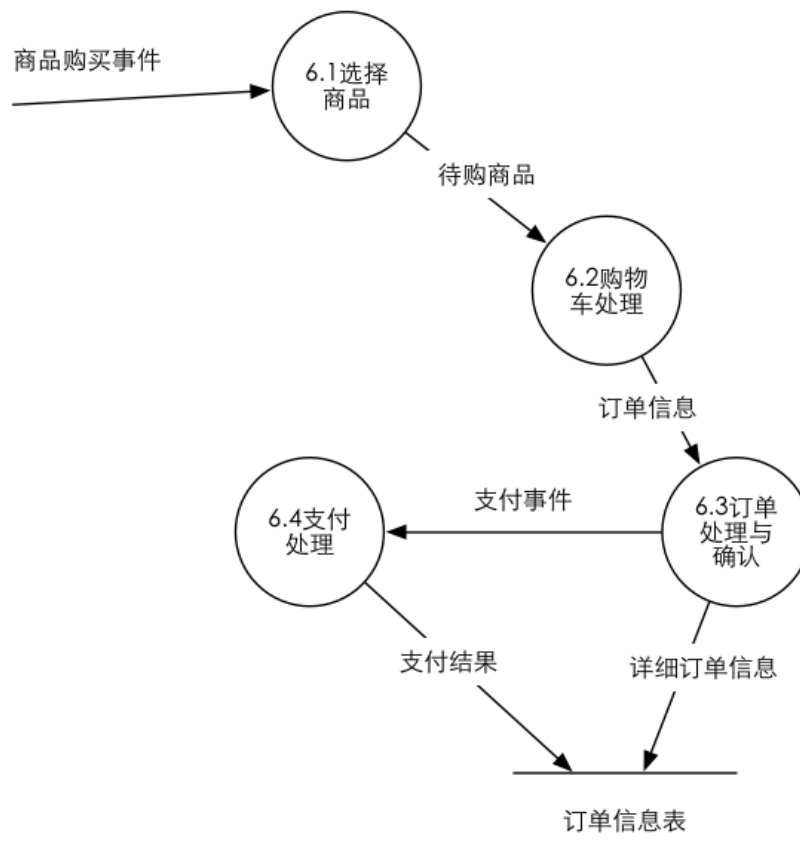 商品购买事件
6.1选择
商品
待购商品
6.2购物
车处理
订单信息
支付事件
6.3订单
处理与
确认
6.4支付
处理
支付结果
详细订单信息
订单信息表